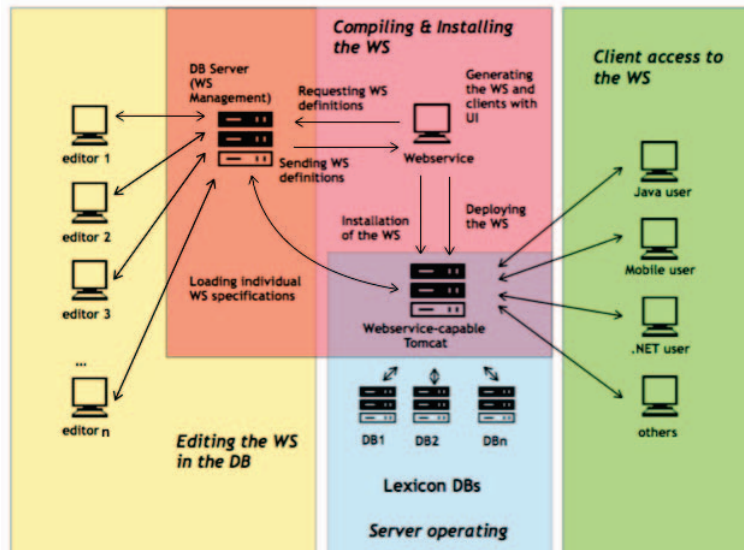 Compiling & Installing
the WS
Client access to
the WS
DB Server
(WS
Management)
Requesting WS
definitions
Generating
the WS and
clients with
UI
editor 1
Webservice
Sending WS
definitions
Java user
editor 2
Installation
of the WS
Deploying
the WS
Mobile user
editor 3
Loading individual
WS specifications
Webservice-capable
Tomcat
.NET user
...
editor n
DB1
DB2
DBn
others
Editing the WS
in the DB
Lexicon DBs
Server operating